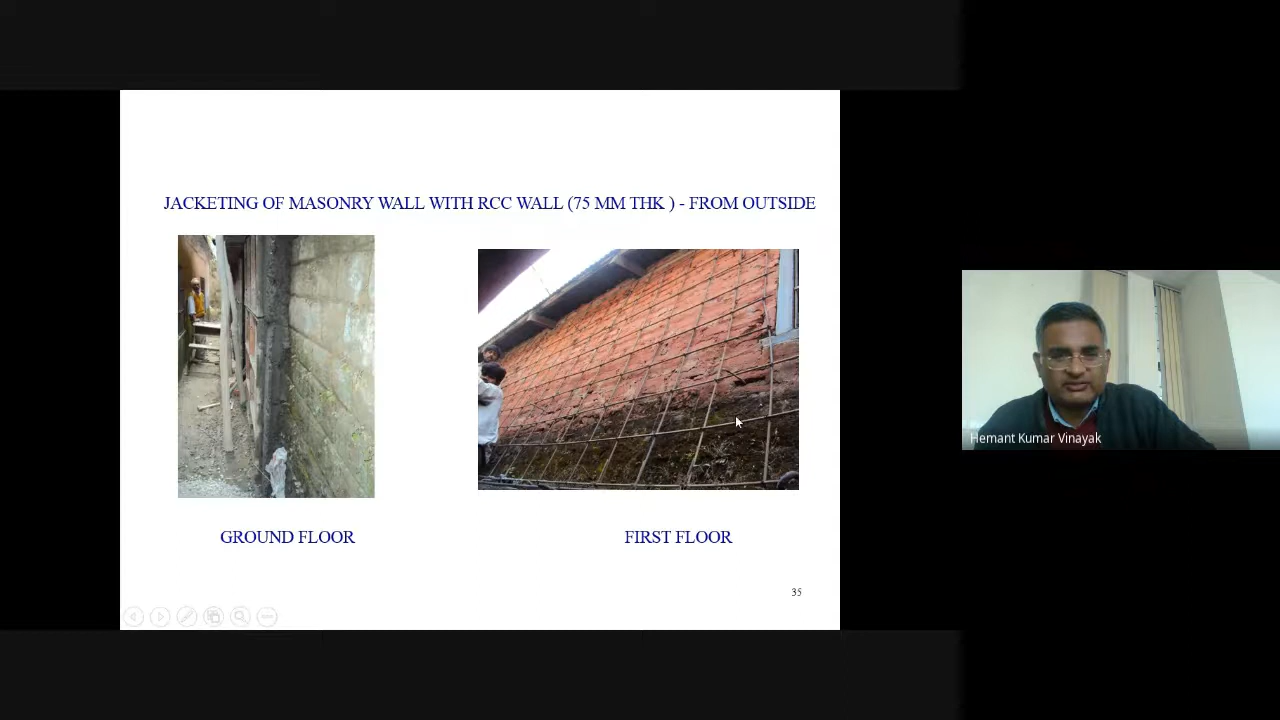 JACKETING OF MASONRY WALL WITH RCC WALL (75 MM THK ) - FROM OUTSIDE
GROUND FLOOR
FIRST FLOOR
35
Hemant Kumar Vinayak